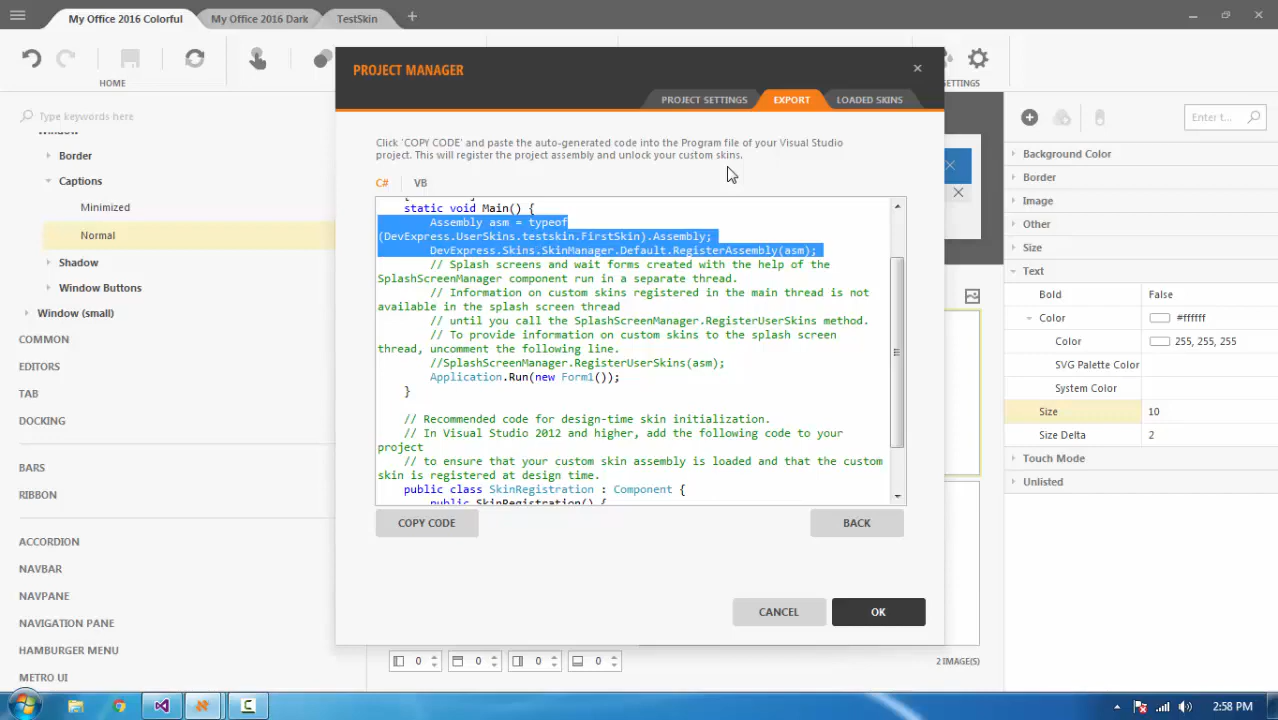 My Office 2016 Colorful
My Office 2016 Dark
TestSkin
HOME
SETTINGS
Type keywords here
Border
Captions
Minimized
Normal
Shadow
Window Buttons
Window (small)
COMMON
EDITORS
TAB
DOCKING
BARS
RIBBON
ACCORDION
NAVBAR
NAVPANE
NAVIGATION PANE
HAMBURGER MENU
METRO UI
PROJECT MANAGER
PROJECT SETTINGS
EXPORT
LOADED SKINS
Click 'COPY CODE' and paste the auto-generated code into the Program file of your Visual Studio
project. This will register the project assembly and unlock your custom skins.
C#
VB
static void Main() {
Assembly asm = typeof
(DevExpress.UserSkins.testskin.FirstSkin).Assembly;
DevExpress.Skins.SkinManager.Default.RegisterAssembly(asm);
// Splash screens and wait forms created with the help of the
SplashScreenManager component run in a separate thread.
// Information on custom skins registered in the main thread is not
available in the splash screen thread
// until you call the SplashScreenManager.RegisterUserSkins method.
// To provide information on custom skins to the splash screen
thread, uncomment the following line.
//SplashScreenManager.RegisterUserSkins(asm);
Application.Run(new Form1());
}
// Recommended code for design-time skin initialization.
// In Visual Studio 2012 and higher, add the following code to your
project
// to ensure that your custom skin assembly is loaded and that the custom
skin is registered at design time.
public class SkinRegistration : Component {
public SkinRegistration() {
COPY CODE
BACK
CANCEL
OK
0
0
0
0
2 IMAGE(S)
Enter t...
Background Color
Border
Image
Other
Size
Text
Bold False
Color #ffffff
Color 255, 255, 255
SVG Palette Color
System Color
Size 10
Size Delta 2
Touch Mode
Unlisted
2:58 PM